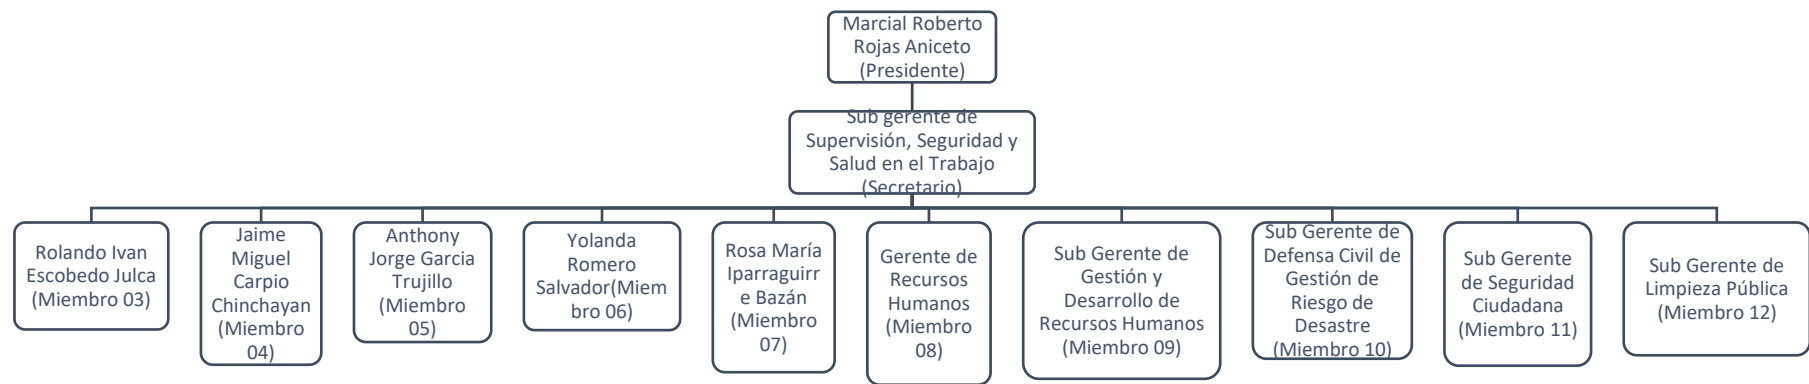 Marcial Roberto
Rojas Aniceto
(Presidente)
Sub gerente de
Supervisión, Seguridad y
Salud en el Trabajo
(Secretario)
Rolando Ivan
Escobedo Julca
(Miembro 03)
Jaime
Miguel
Carpio
Chinchayan
(Miembro
04)
Anthony
Jorge Garcia
Trujillo
(Miembro
05)
Yolanda
Romero
Salvador(Miem
bro 06)
Rosa María
Iparraguirr
e Bazán
(Miembro
07)
Gerente de
Recursos
Humanos
(Miembro
08)
Sub Gerente de
Gestión y
Desarrollo de
Recursos Humanos
(Miembro 09)
Sub Gerente de
Defensa Civil de
Gestión de
Riesgo de
Desastre
(Miembro 10)
Sub Gerente
de Seguridad
Ciudadana
(Miembro 11)
Sub Gerente de
Limpieza Pública
(Miembro 12)